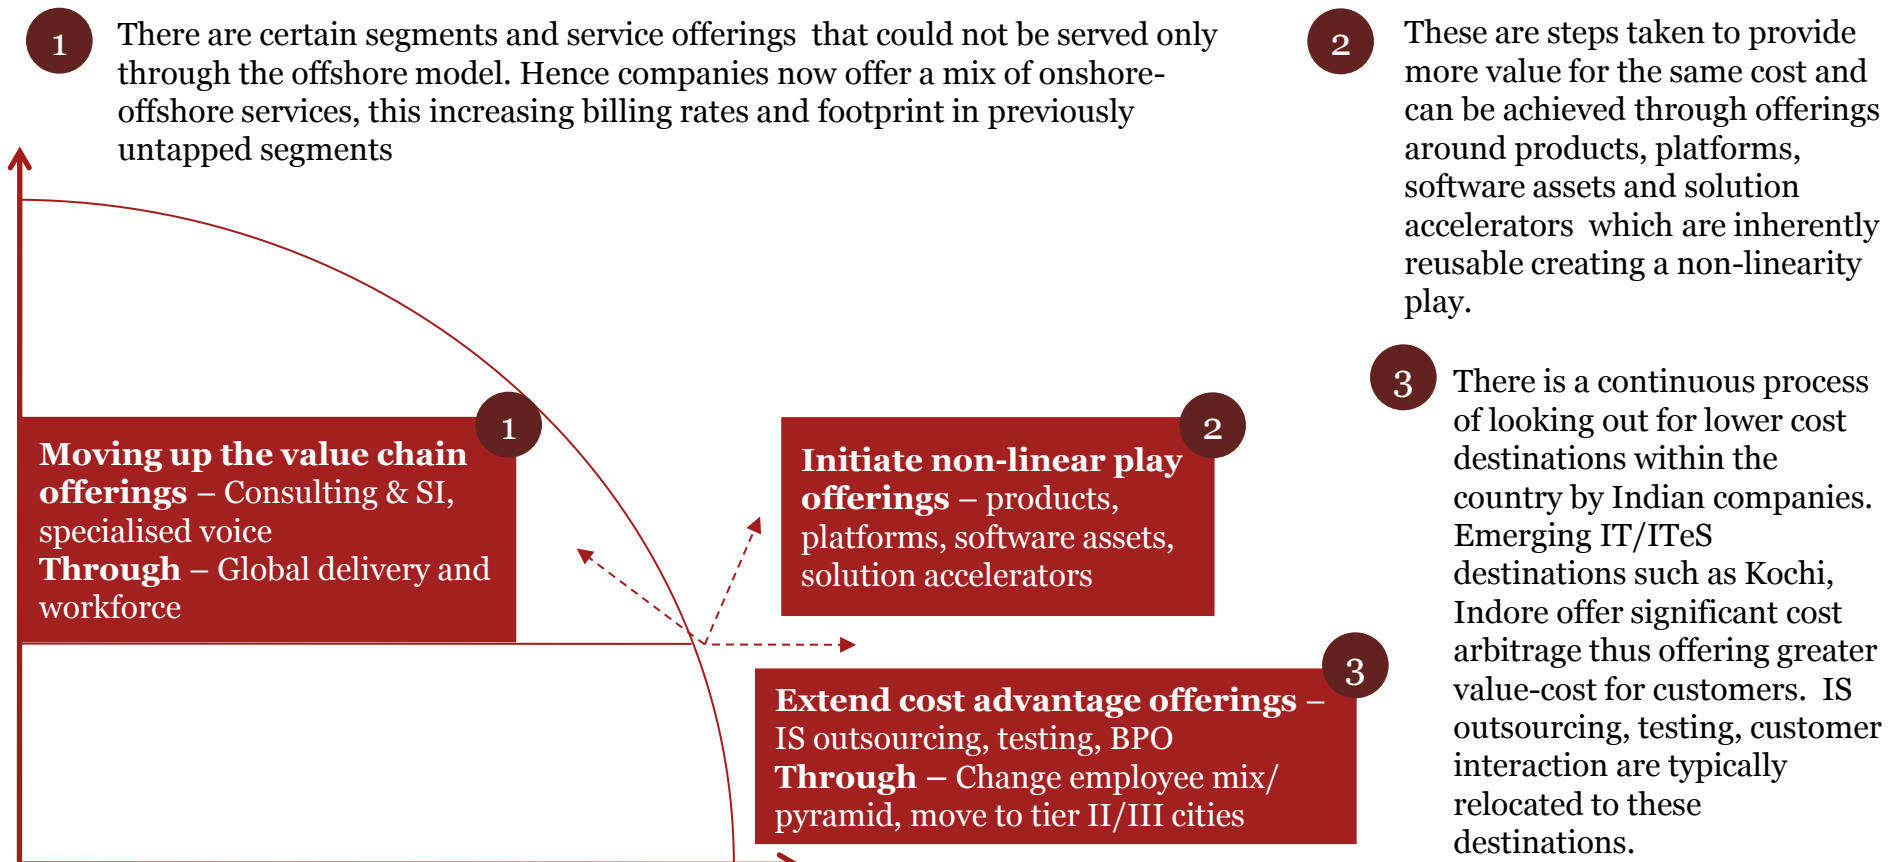 1
There are certain segments and service offerings that could not be served only
through the offshore model. Hence companies now offer a mix of onshore-
offshore services, this increasing billing rates and footprint in previously
untapped segments
2
These are steps taken to provide
more value for the same cost and
can be achieved through offerings
around products, platforms,
software assets and solution
accelerators which are inherently
reusable creating a non-linearity
play.
3
There is a continuous process
of looking out for lower cost
destinations within the
country by Indian companies.
Emerging IT/ITeS
destinations such as Kochi,
Indore offer significant cost
arbitrage thus offering greater
value-cost for customers. IS
outsourcing, testing, customer
interaction are typically
relocated to these
destinations.
1
Moving up the value chain
offerings – Consulting & SI,
specialised voice
Through – Global delivery and
workforce
2
Initiate non-linear play
offerings – products,
platforms, software assets,
solution accelerators
3
Extend cost advantage offerings –
IS outsourcing, testing, BPO
Through – Change employee mix/
pyramid, move to tier II/III cities